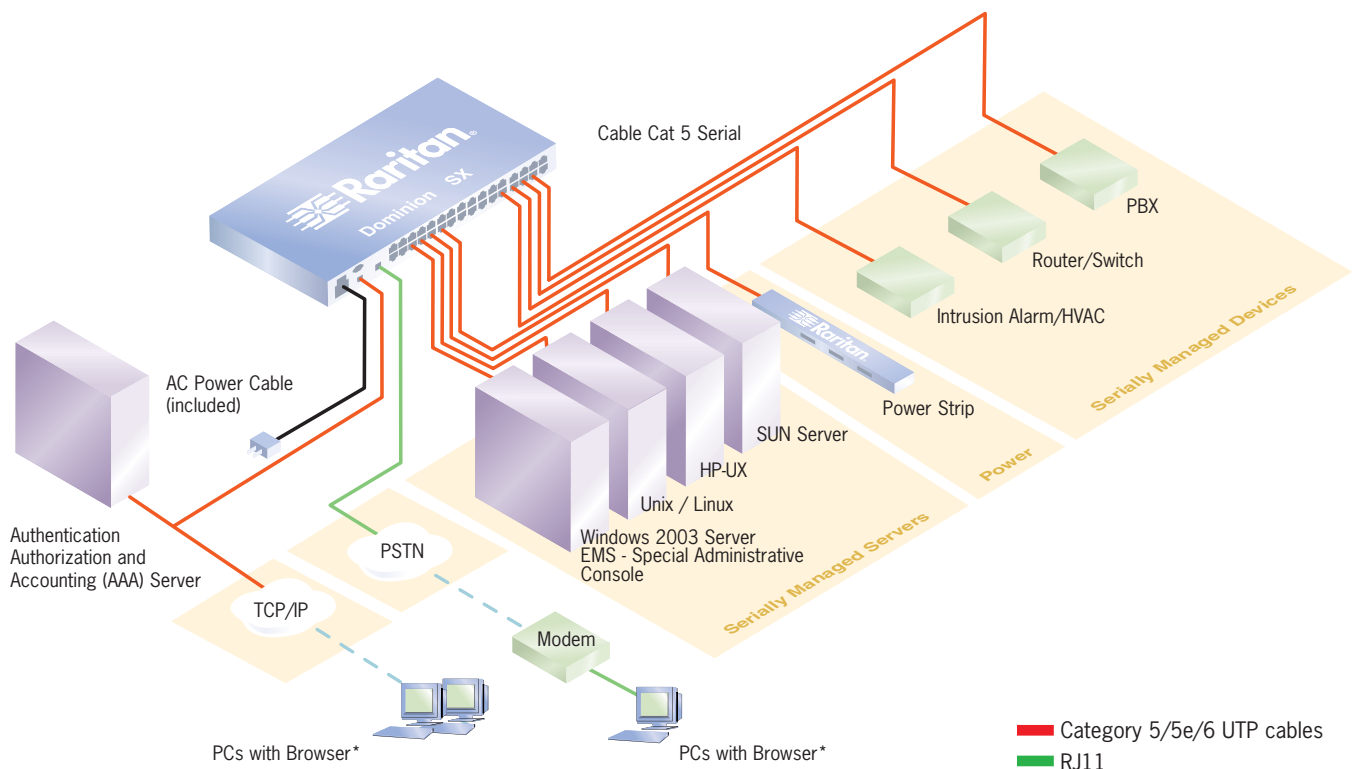 Raritan®
Dominion SX
Cable Cat 5 Serial
PBX
Router/Switch
Intrusion Alarm/HVAC
Serially Managed Devices
Raritan®
Power Strip
Power
AC Power Cable
(included)
SUN Server
HP-UX
Unix / Linux
Windows 2003 Server
EMS - Special Administrative
Console
Serially Managed Servers
Authentication
Authorization and
Accounting (AAA) Server
PSTN
TCP/IP
Modem
PCs with Browser*
PCs with Browser*
Category 5/5e/6 UTP cables
RJ11